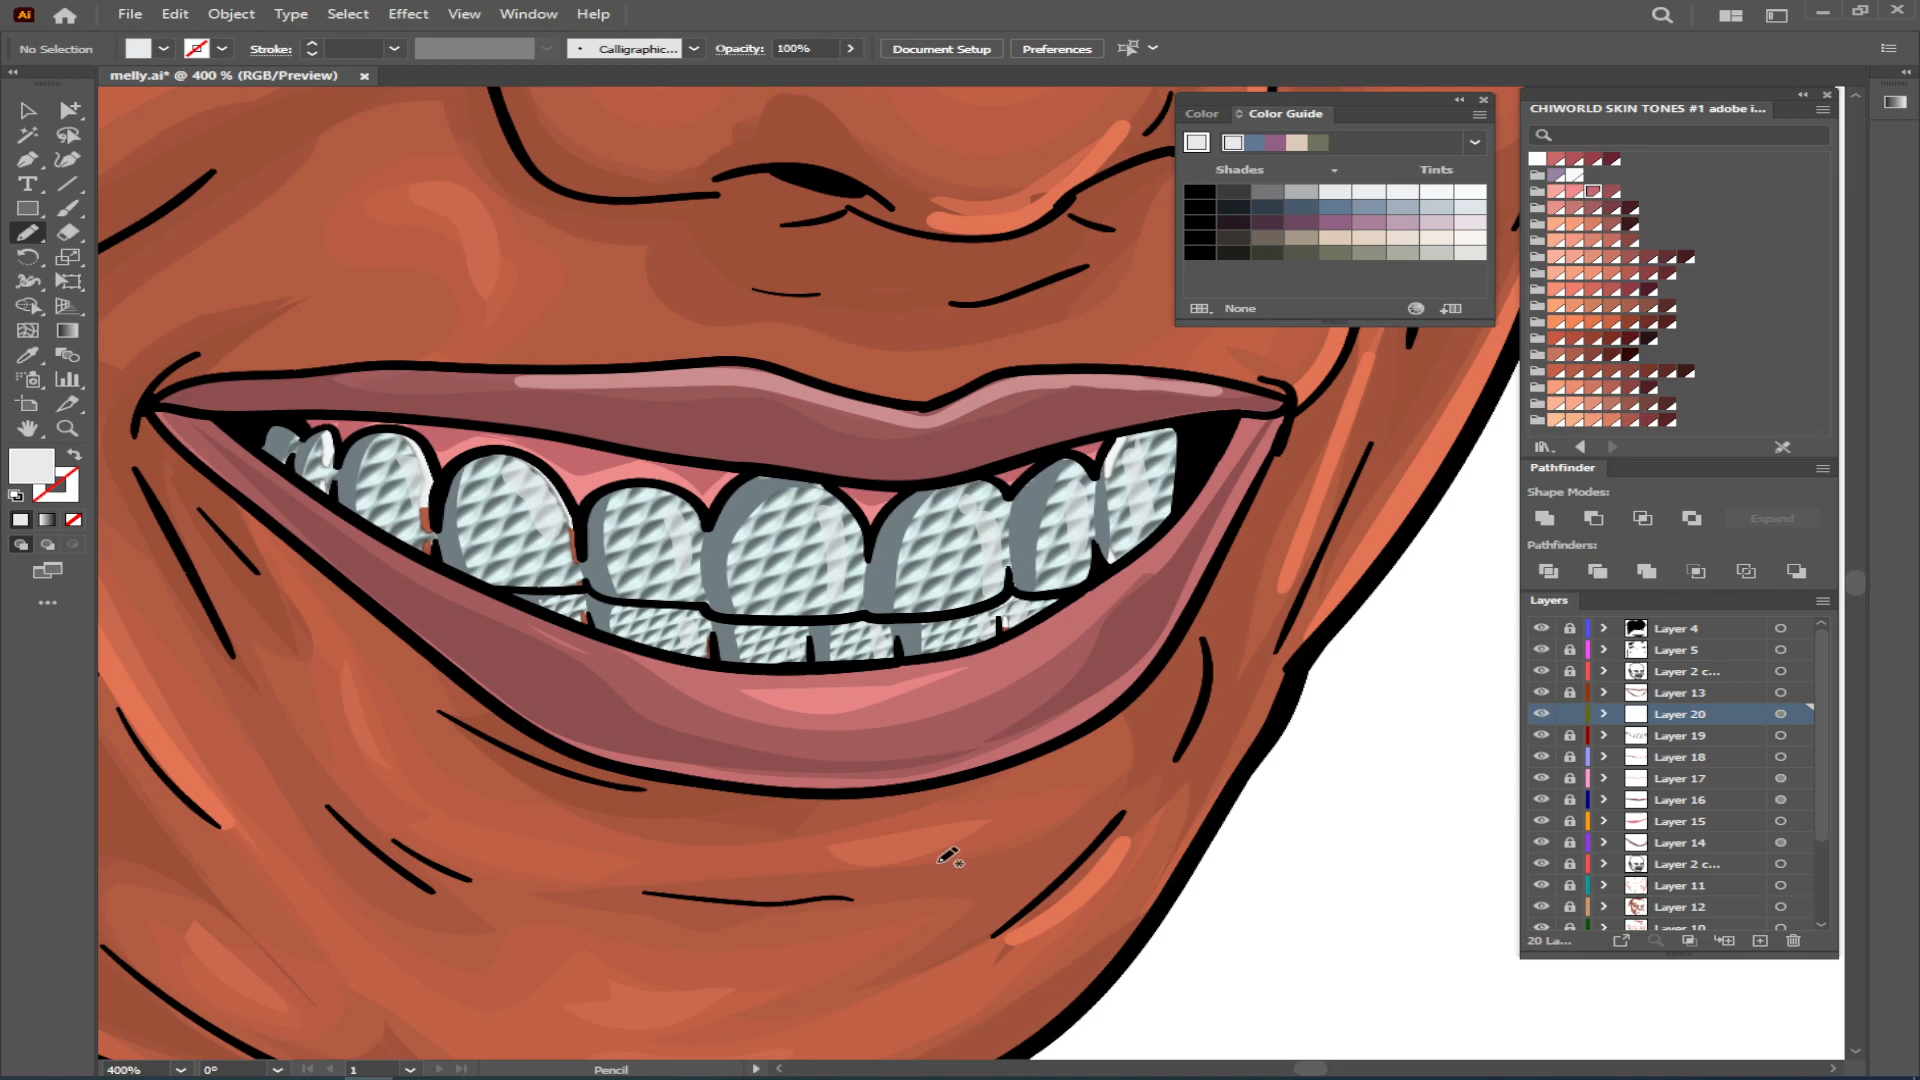 Ai File Edit Object Type Select Effect View Window Help
No Selection Stroke: Calligraphic... Opacity: 100% Document Setup Preferences
melly.ai* @ 400 % (RGB/Preview)
Color Color Guide
Shades Tints
None
CHIWORLD SKIN TONES #1 adobe i...
Pathfinder
Shape Modes:
Expand
Pathfinders:
Layers
Layer 4
Layer 5
Layer 2 c...
Layer 13
Layer 20
Layer 19
Layer 18
Layer 17
Layer 16
Layer 15
Layer 14
Layer 2 c...
Layer 11
Layer 12
Layer 10
20 La...
400% 0° 1 Pencil